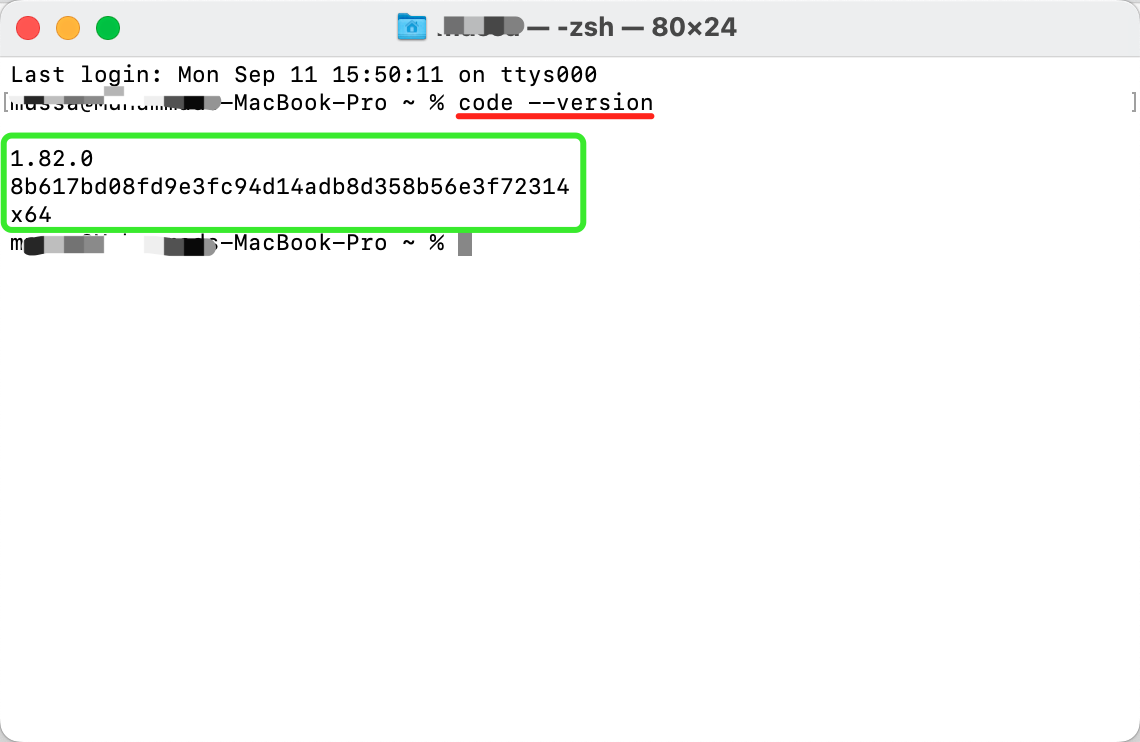 — -zsh — 80×24
Last login: Mon Sep 11 15:50:11 on ttys000
-MacBook-Pro ~ % code --version
1.82.0
8b617bd08fd9e3fc94d14adb8d358b56e3f72314
x64
-MacBook-Pro ~ %